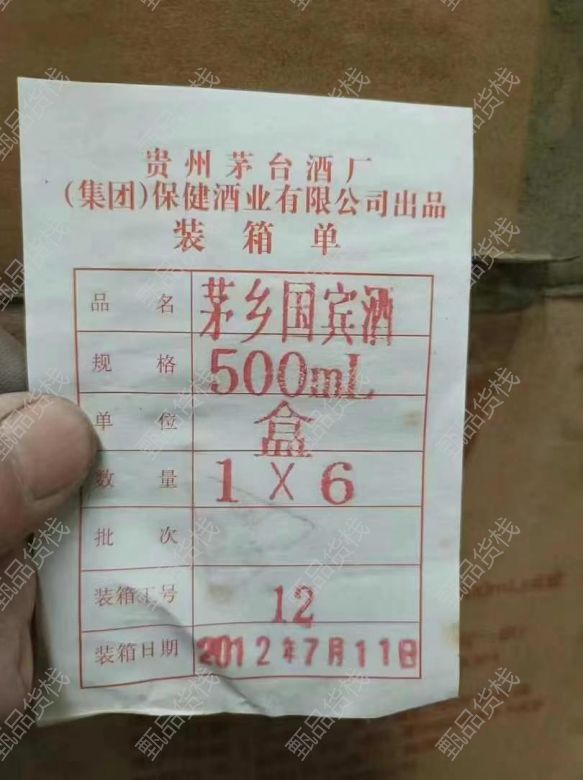 贵州茅台酒厂
(集团)保健酒业有限公司出品
装箱单
品名 茅乡国宾酒
规格 500mL
单位 盒
数量 1×6
批次
装箱工号 12
装箱日期 2012年7月11日
甄品货栈